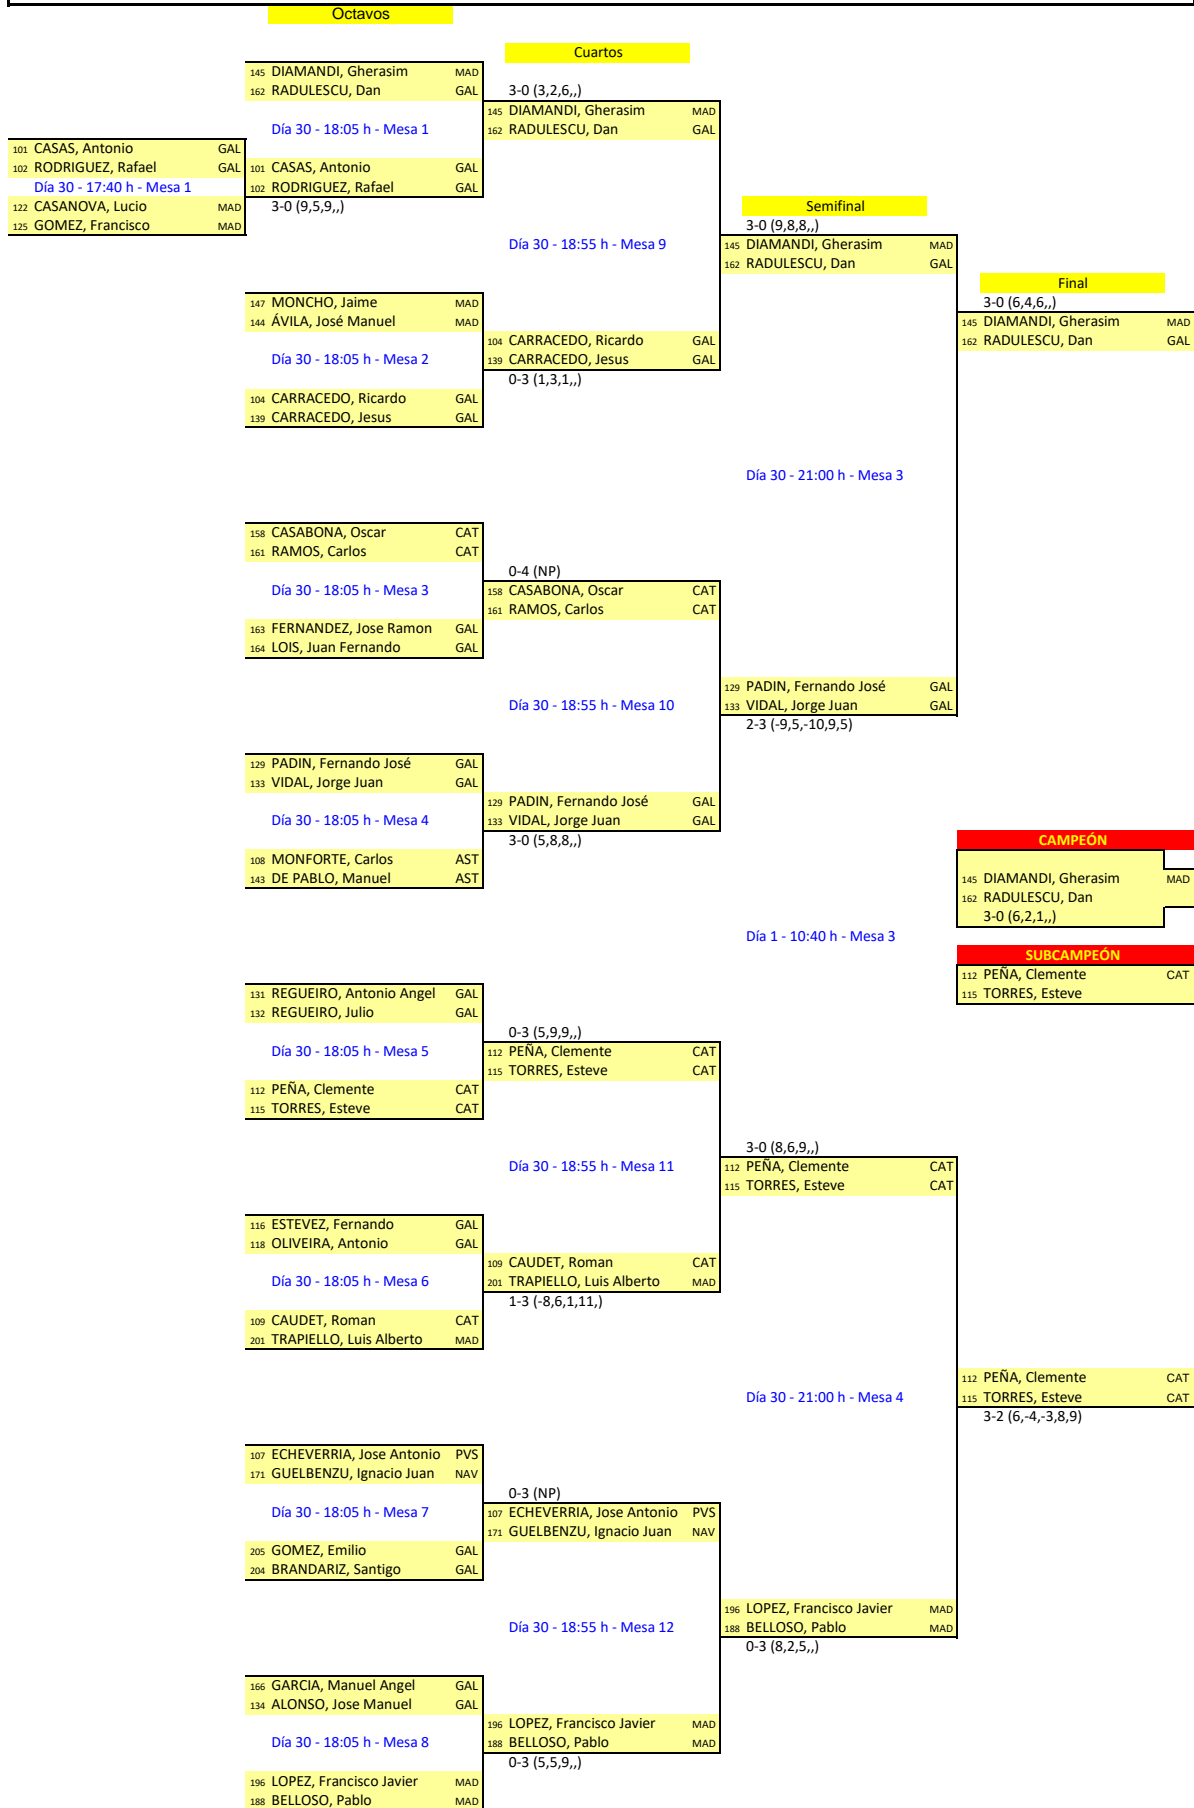 Octavos
Cuartos
145 DIAMANDI, Gherasim MAD
162 RADULESCU, Dan GAL
3-0 (3,2,6,,)
145 DIAMANDI, Gherasim MAD
162 RADULESCU, Dan GAL
Día 30 - 18:05 h - Mesa 1
101 CASAS, Antonio GAL
102 RODRIGUEZ, Rafael GAL
Día 30 - 17:40 h - Mesa 1
122 CASANOVA, Lucio MAD
125 GOMEZ, Francisco MAD
101 CASAS, Antonio GAL
102 RODRIGUEZ, Rafael GAL
3-0 (9,5,9,,)
Semifinal
3-0 (9,8,8,,)
Día 30 - 18:55 h - Mesa 9
145 DIAMANDI, Gherasim MAD
162 RADULESCU, Dan GAL
Final
3-0 (6,4,6,,)
145 DIAMANDI, Gherasim MAD
162 RADULESCU, Dan GAL
147 MONCHO, Jaime MAD
144 ÁVILA, José Manuel MAD
Día 30 - 18:05 h - Mesa 2
104 CARRACEDO, Ricardo GAL
139 CARRACEDO, Jesus GAL
0-3 (1,3,1,,)
104 CARRACEDO, Ricardo GAL
139 CARRACEDO, Jesus GAL
Día 30 - 21:00 h - Mesa 3
158 CASABONA, Oscar CAT
161 RAMOS, Carlos CAT
0-4 (NP)
Día 30 - 18:05 h - Mesa 3
158 CASABONA, Oscar CAT
161 RAMOS, Carlos CAT
163 FERNANDEZ, Jose Ramon GAL
164 LOIS, Juan Fernando GAL
Día 30 - 18:55 h - Mesa 10
129 PADIN, Fernando José GAL
133 VIDAL, Jorge Juan GAL
2-3 (-9,5,-10,9,5)
129 PADIN, Fernando José GAL
133 VIDAL, Jorge Juan GAL
Día 30 - 18:05 h - Mesa 4
129 PADIN, Fernando José GAL
133 VIDAL, Jorge Juan GAL
3-0 (5,8,8,,)
108 MONFORTE, Carlos AST
143 DE PABLO, Manuel AST
CAMPEÓN
145 DIAMANDI, Gherasim MAD
162 RADULESCU, Dan
3-0 (6,2,1,,)
Día 1 - 10:40 h - Mesa 3
SUBCAMPEÓN
112 PEÑA, Clemente CAT
115 TORRES, Esteve
131 REGUEIRO, Antonio Angel GAL
132 REGUEIRO, Julio GAL
0-3 (5,9,9,,)
Día 30 - 18:05 h - Mesa 5
112 PEÑA, Clemente CAT
115 TORRES, Esteve CAT
112 PEÑA, Clemente CAT
115 TORRES, Esteve CAT
3-0 (8,6,9,,)
Día 30 - 18:55 h - Mesa 11
112 PEÑA, Clemente CAT
115 TORRES, Esteve CAT
116 ESTEVEZ, Fernando GAL
118 OLIVEIRA, Antonio GAL
Día 30 - 18:05 h - Mesa 6
109 CAUDET, Roman CAT
201 TRAPIELLO, Luis Alberto MAD
1-3 (-8,6,1,11,)
109 CAUDET, Roman CAT
201 TRAPIELLO, Luis Alberto MAD
Día 30 - 21:00 h - Mesa 4
112 PEÑA, Clemente CAT
115 TORRES, Esteve CAT
3-2 (6,-4,-3,8,9)
107 ECHEVERRIA, Jose Antonio PVS
171 GUELBENZU, Ignacio Juan NAV
0-3 (NP)
Día 30 - 18:05 h - Mesa 7
107 ECHEVERRIA, Jose Antonio PVS
171 GUELBENZU, Ignacio Juan NAV
205 GOMEZ, Emilio GAL
204 BRANDARIZ, Santigo GAL
Día 30 - 18:55 h - Mesa 12
196 LOPEZ, Francisco Javier MAD
188 BELLOSO, Pablo MAD
0-3 (8,2,5,,)
166 GARCIA, Manuel Angel GAL
134 ALONSO, Jose Manuel GAL
Día 30 - 18:05 h - Mesa 8
196 LOPEZ, Francisco Javier MAD
188 BELLOSO, Pablo MAD
0-3 (5,5,9,,)
196 LOPEZ, Francisco Javier MAD
188 BELLOSO, Pablo MAD